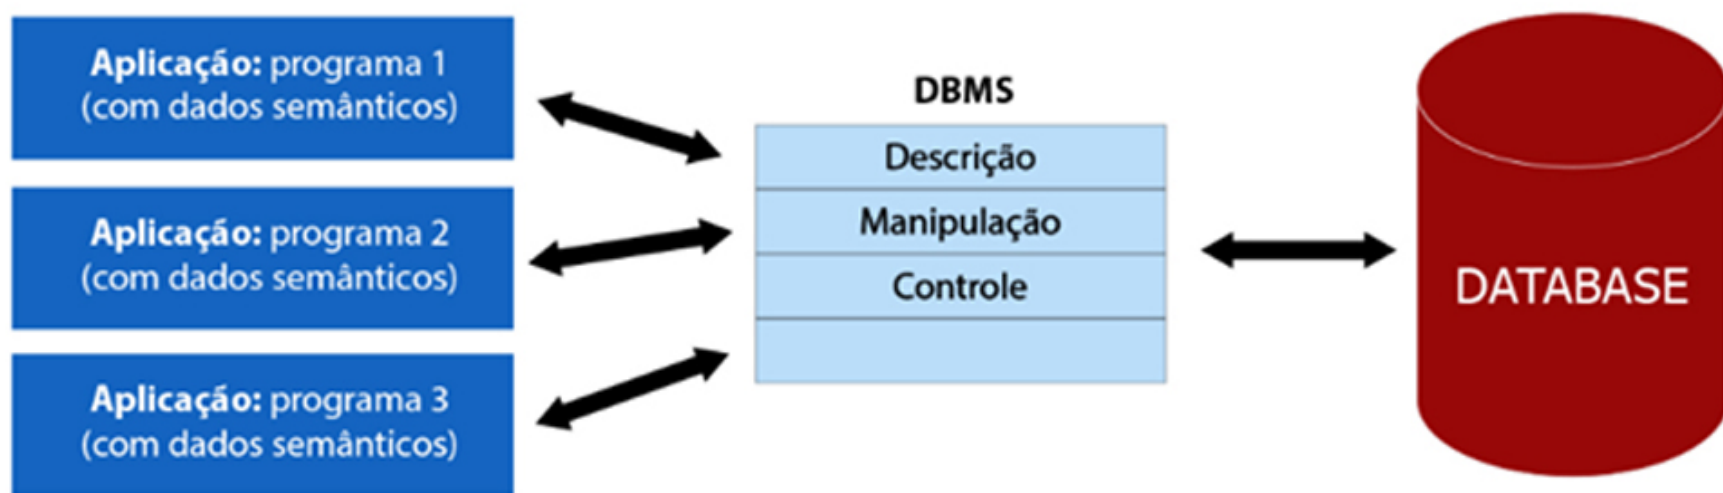 Aplicação: programa 1
(com dados semânticos)
Aplicação: programa 2
(com dados semânticos)
Aplicação: programa 3
(com dados semânticos)
DBMS
Descrição
Manipulação
Controle
DATABASE